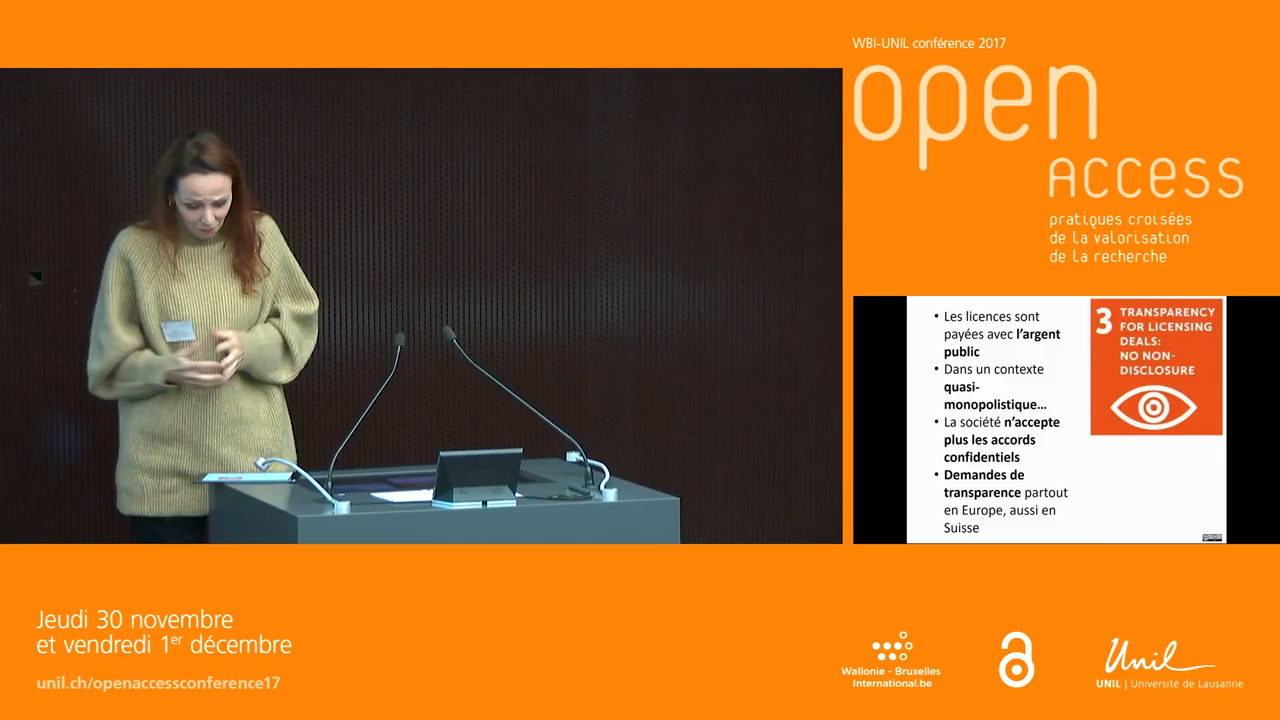 WBI-UNIL conférence 2017
open
access
pratiques croisées
de la valorisation
de la recherche
• Les licences sont
payées avec l'argent
public
• Dans un contexte
quasi-
monopolistique...
• La société n'accepte
plus les accords
confidentiels
• Demandes de
transparence partout
en Europe, aussi en
Suisse
3 TRANSPARENCY
FOR LICENSING
DEALS:
NO NON-
DISCLOSURE
Jeudi 30 novembre
et vendredi 1er décembre
unil.ch/openaccessconference17
Wallonie - Bruxelles
International.be
Unil
UNIL | Université de Lausanne